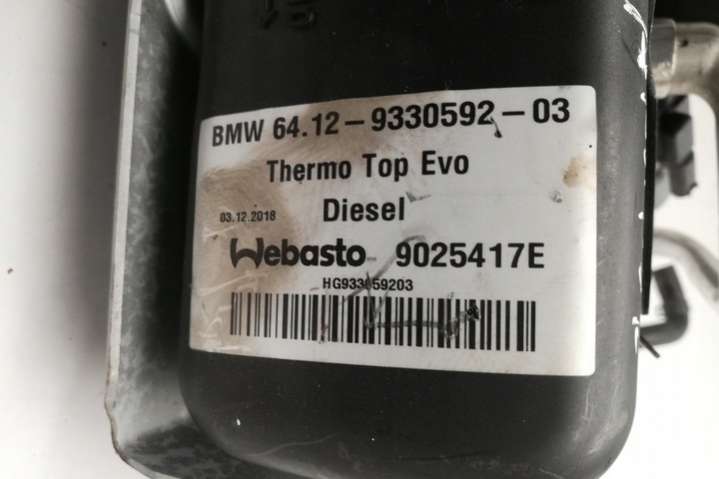 BMW 64.12-9330592-03
Thermo Top Evo
03.12.2018 Diesel
Webasto 9025417E